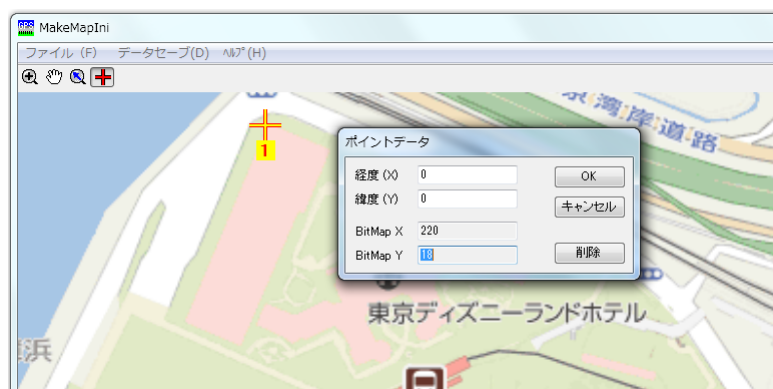 MakeMapIni
ファイル (F) データセーブ(D) ﾍﾙﾌﾟ(H)
京湾岸道路
1
ポイントデータ
経度 (X) 0 OK
緯度 (Y) 0 キャンセル
BitMap X 220
BitMap Y 18 削除
東京ディズニーランドホテル
浜